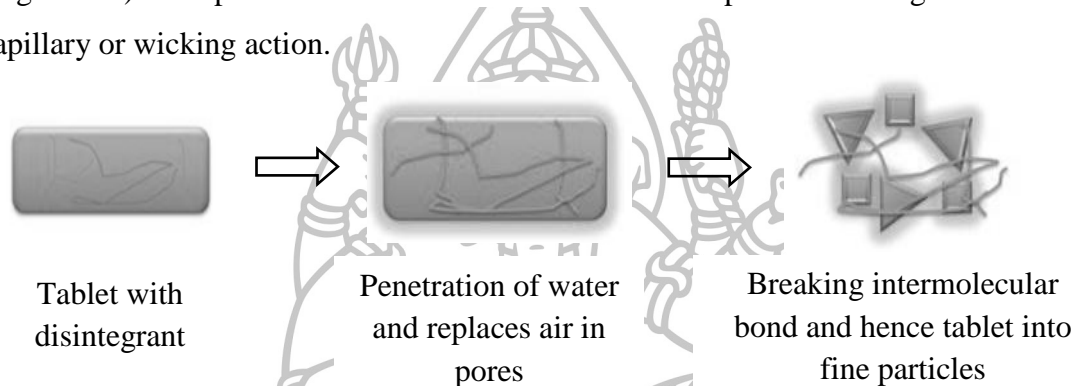 capillary or wicking action.
Tablet with
disintegrant
Penetration of water
and replaces air in
pores
Breaking intermolecular
bond and hence tablet into
fine particles